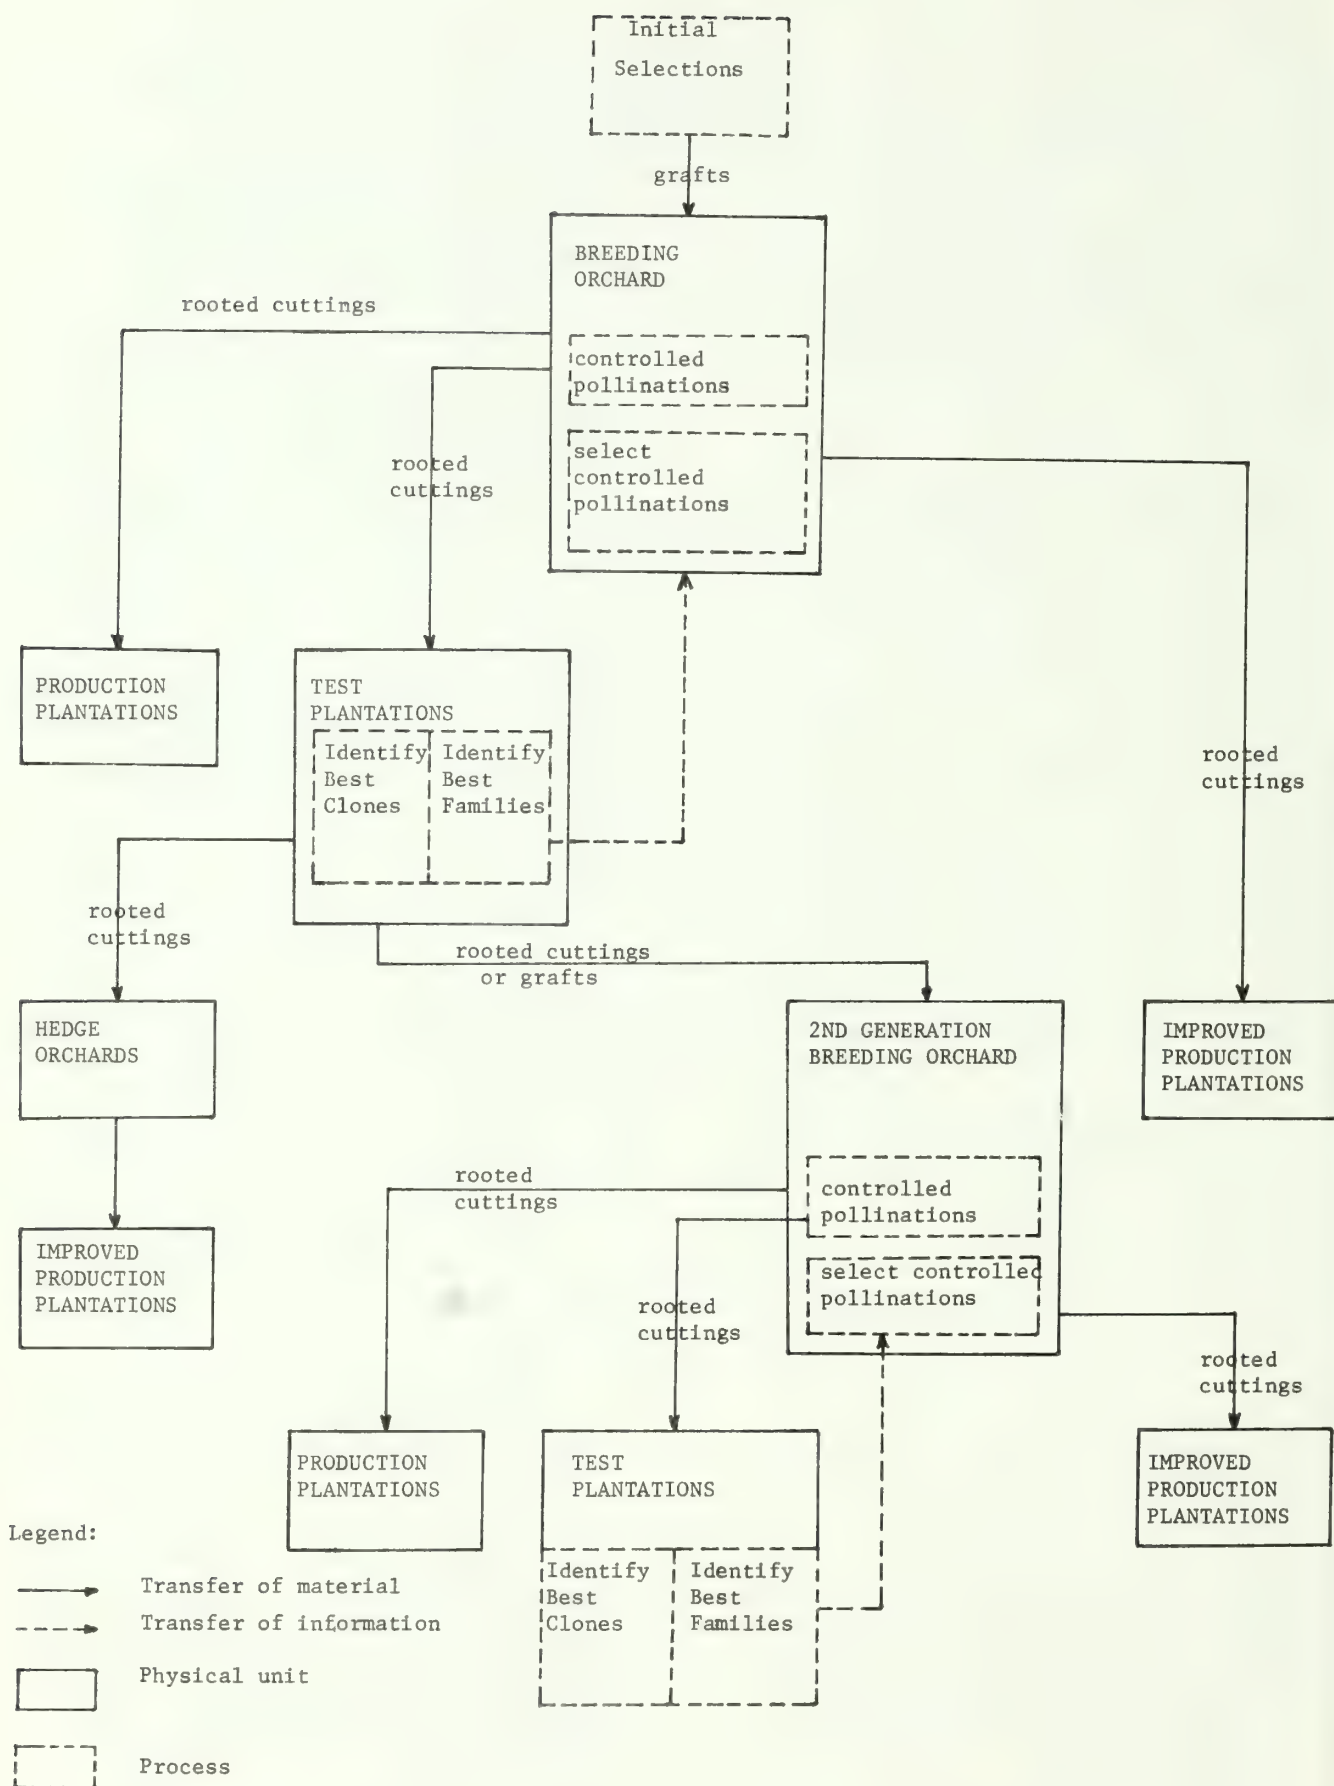 Initial
Selections
grafts
BREEDING
ORCHARD
rooted cuttings
controlled
pollinations
select
controlled
pollinations
rooted
cuttings
PRODUCTION
PLANTATIONS
TEST
PLANTATIONS
Identify
Best
Clones
Identify
Best
Families
rooted
cuttings
rooted
cuttings
rooted cuttings
or grafts
HEDGE
ORCHARDS
2ND GENERATION
BREEDING ORCHARD
IMPROVED
PRODUCTION
PLANTATIONS
controlled
pollinations
select controlled
pollinations
rooted
cuttings
IMPROVED
PRODUCTION
PLANTATIONS
rooted
cuttings
rooted
cuttings
PRODUCTION
PLANTATIONS
TEST
PLANTATIONS
IMPROVED
PRODUCTION
PLANTATIONS
Identify
Best
Clones
Identify
Best
Families
Legend:
Transfer of material
Transfer of information
Physical unit
Process